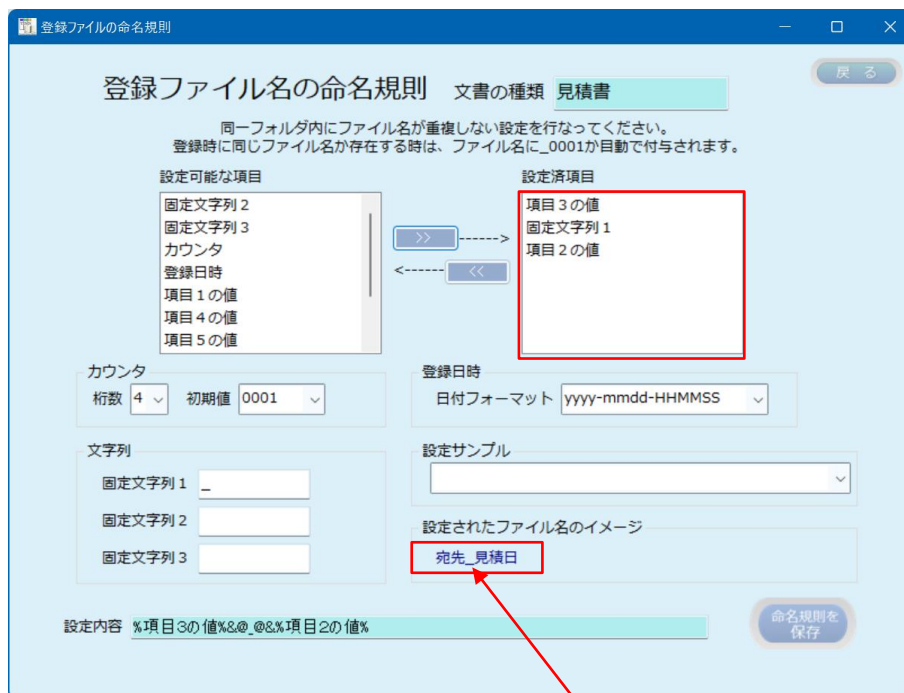 登録ファイルの命名規則
戻 る
登録ファイル名の命名規則 文書の種類 見積書
同一フォルダ内にファイル名が重複しない設定を行なってください。
登録時に同じファイル名が存在する時は、ファイル名に_0001が自動で付与されます。
設定可能な項目
固定文字列2
固定文字列3
カウンタ
登録日時
項目1の値
項目4の値
項目5の値
>> ------>
<------ <<
設定済項目
項目3の値
固定文字列1
項目2の値
カウンタ
桁数 4 初期値 0001
登録日時
日付フォーマット yyyy-mmdd-HHMMSS
文字列
固定文字列1 _
固定文字列2
固定文字列3
設定サンプル
設定されたファイル名のイメージ
宛先_見積日
設定内容 %項目3の値%&@_@&%項目2の値%
命名規則を
保存